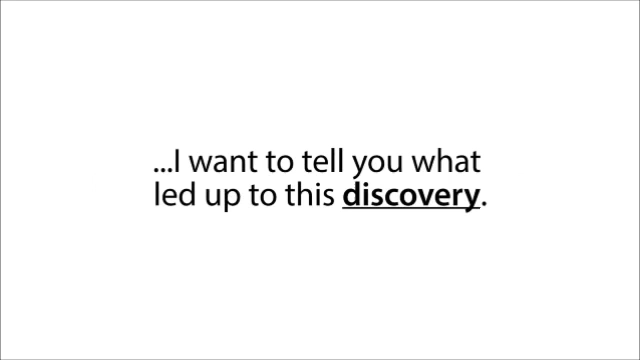 ...I want to tell you what
led up to this discovery.